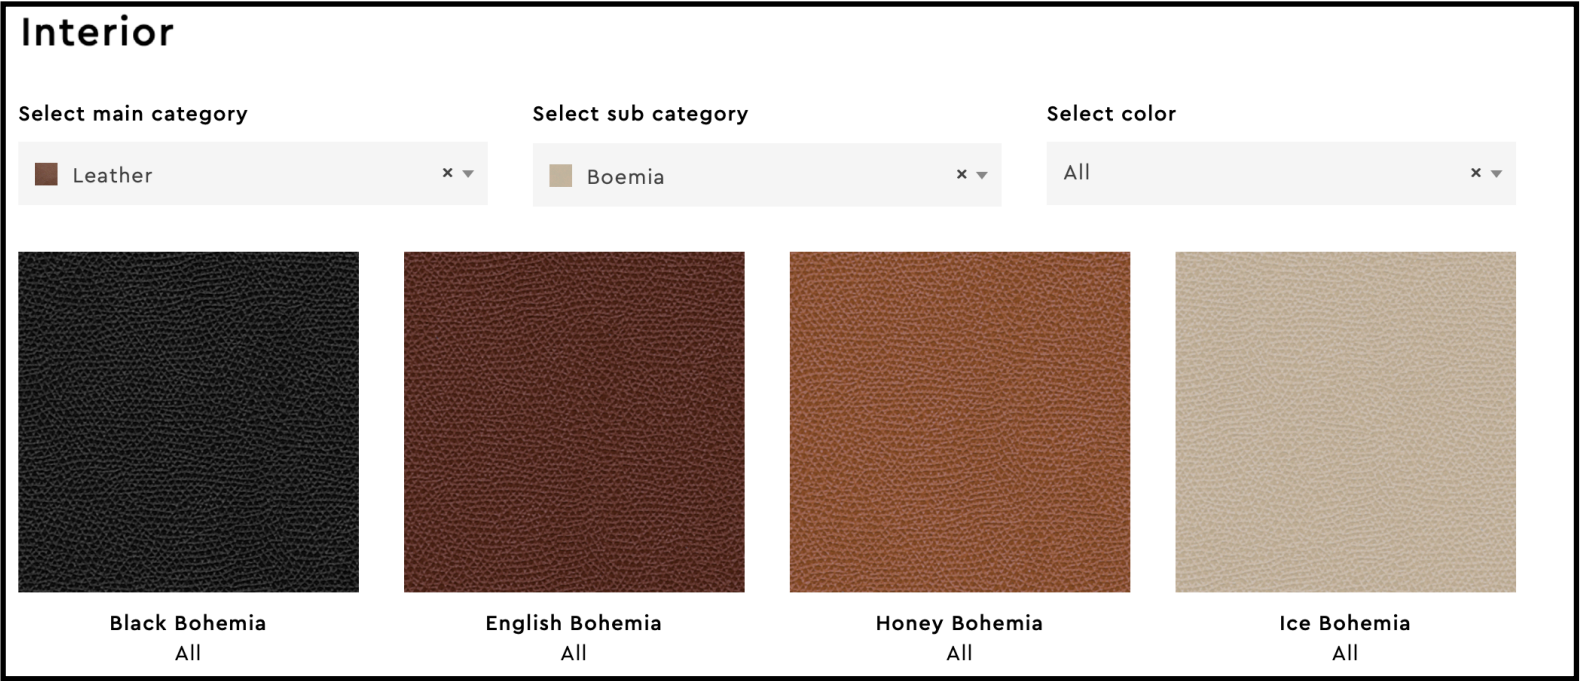 Interior
Select main category
Select sub category
Select color
Leather
Boemia
All
Black Bohemia
All
English Bohemia
All
Honey Bohemia
All
Ice Bohemia
All